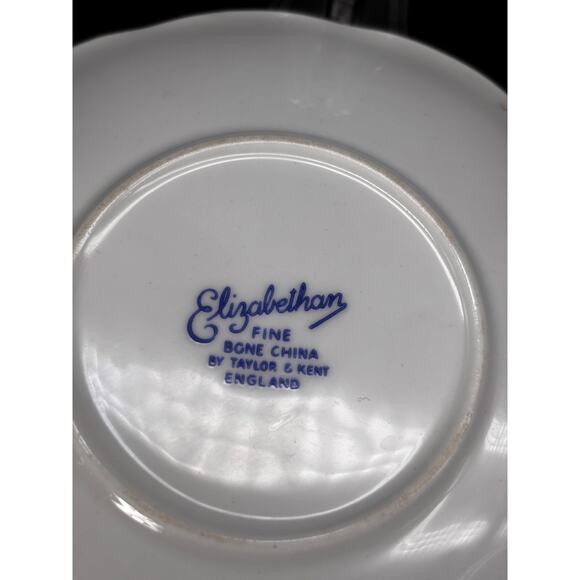 Elizabethan
FINE
BONE CHINA
BY TAYLOR & KENT
ENGLAND